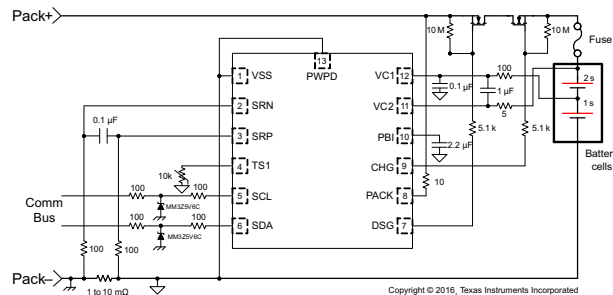 Pack+
10 M
10 M
Fuse
13
PWPD
1 VSS
VC1 12
100
2 s
0.1 µF
1 µF
2 SRN
VC2 11
5
1 s
0.1 µF
3 SRP
PBI 10
5.1 k
5.1 k
2.2 µF
Batter
cells
10k
4 TS1
CHG 9
Comm
Bus
100
100
5 SCL
PACK 8
10
MM3Z5V6C
100
100
6 SDA
DSG 7
MM3Z5V6C
100
100
Pack–
1 to 10 mΩ
Copyright © 2016, Texas Instruments Incorporated